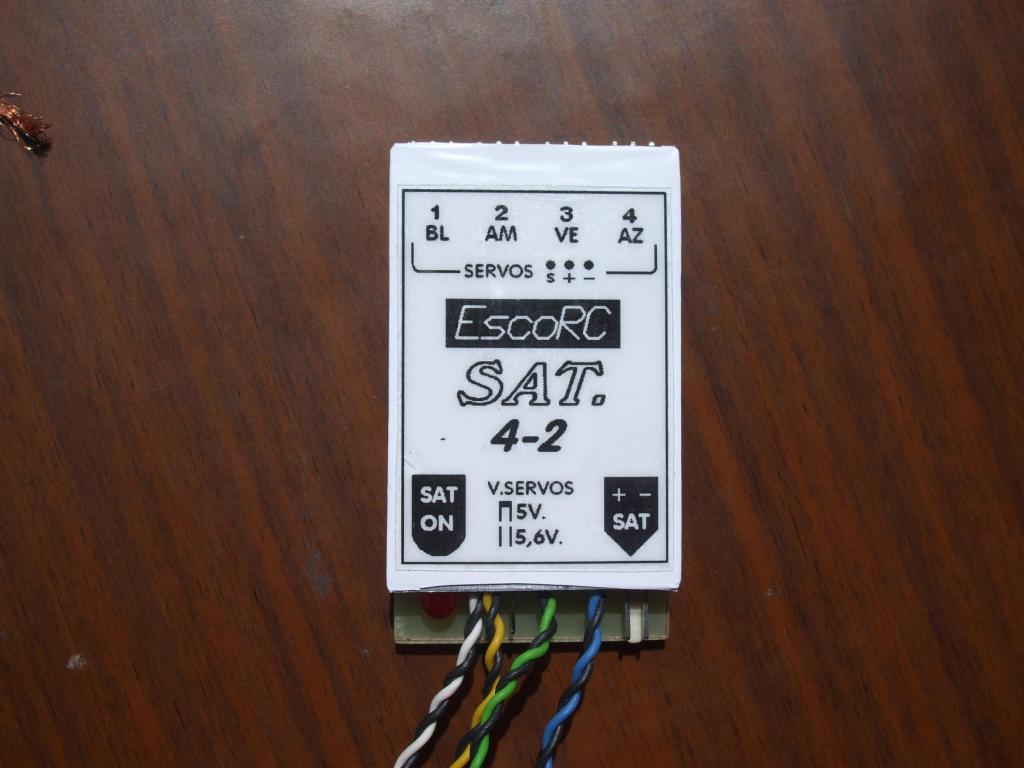 1 2 3 4
BL AM VE AZ
SERVOS S + −
EscoRC
SAT.
4-2
SAT ON
V.SERVOS
5V.
5,6V.
+ −
SAT